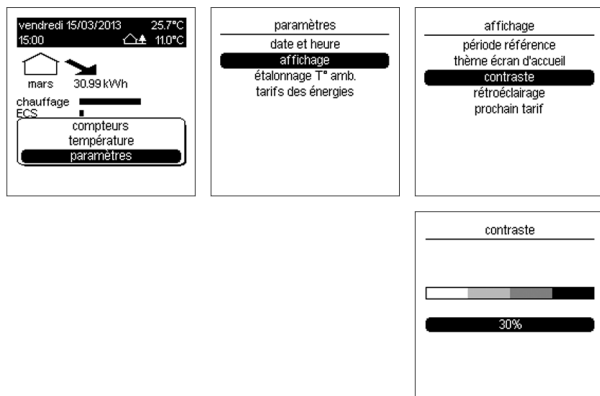 vendredi 15/03/2013 25.7°C
15:00 11.0°C
mars 30.99 kWh
chauffage
ECS
compteurs
température
paramètres
paramètres
date et heure
affichage
étalonnage T° amb.
tarifs des énergies
affichage
période référence
thème écran d'accueil
contraste
rétroéclairage
prochain tarif
contraste
30%